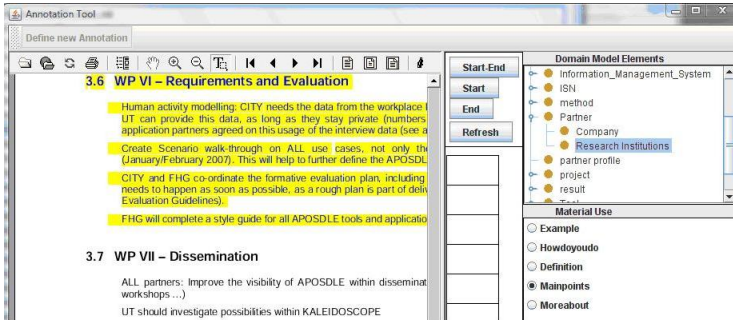 Annotation Tool
Define new Annotation
3.6 WP VI – Requirements and Evaluation
Human activity modelling: CITY needs the data from the workplace
UT can provide this data, as long as they stay private (numbers
application partners agreed on this usage of the interview data (see a
Create Scenario walk-through on ALL use cases, not only the
(January/February 2007). This will help to further define the APOSDL
CITY and FHG co-ordinate the formative evaluation plan, including
needs to happen as soon as possible, as a rough plan is part of deliv
Evaluation Guidelines).
FHG will complete a style guide for all APOSDLE tools and applicatio
3.7 WP VII – Dissemination
ALL partners: Improve the visibility of APOSDLE within disseminat
workshops ...)
UT should investigate possibilities within KALEIDOSCOPE
Start-End
Start
End
Refresh
Domain Model Elements
Information_Management_System
ISN
method
Partner
Company
Research Institutions
partner profile
project
result
Material Use
Example
Howdoyoudo
Definition
Mainpoints
Moreabout